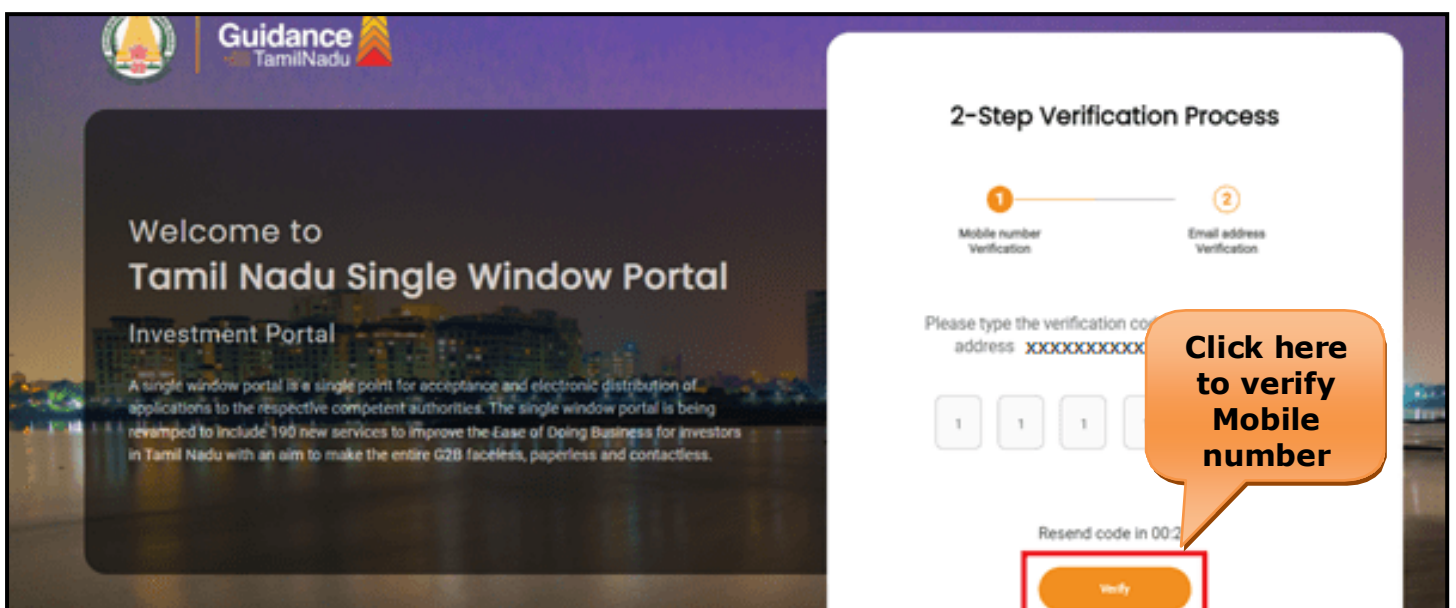 Guidance
TamilNadu
Welcome to
Tamil Nadu Single Window Portal
Investment Portal
A single window portal is a single point for acceptance and electronic distribution of
applications to the respective competent authorities. The single window portal is being
revamped to include 190 new services to improve the Ease of Doing Business for investors
in Tamil Nadu with an aim to make the entire G2B faceless, paperless and contactless.
2-Step Verification Process
1
2
Mobile number
Verification
Email address
Verification
Please type the verification
address xxxxxxxxxx
1 1 1
Click here
to verify
Mobile
number
Resend code in
Verify